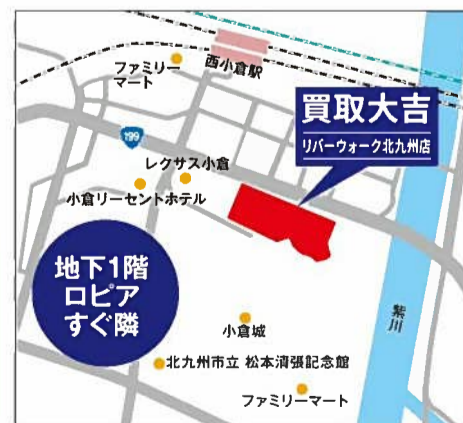 西小倉駅
ファミリー
マート
買取大吉
リバーウォーク北九州店
199
レクサス小倉
小倉リーセントホテル
地下1階
ロピア
すぐ隣
紫川
小倉城
北九州市立 松本清張記念館
ファミリーマート